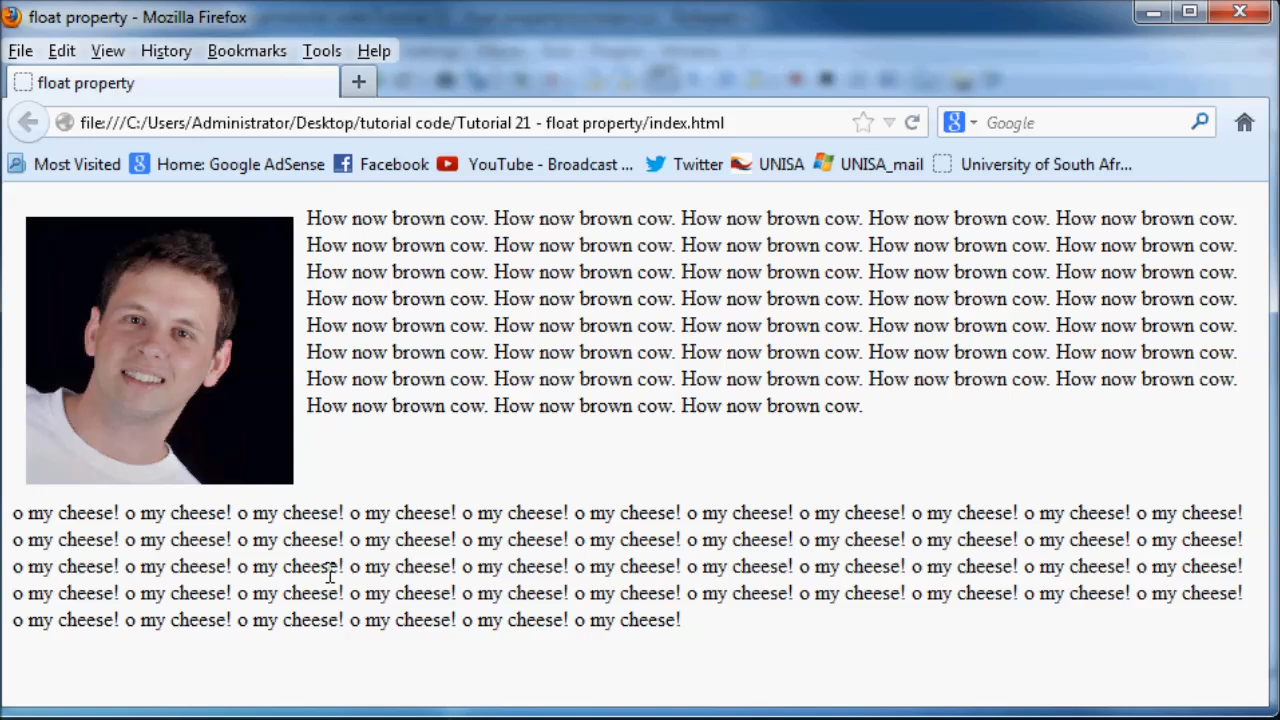 float property - Mozilla Firefox
File Edit View History Bookmarks Tools Help
float property +
file:///C:/Users/Administrator/Desktop/tutorial code/Tutorial 21 - float property/index.html Google
Most Visited Home: Google AdSense Facebook YouTube - Broadcast ... Twitter UNISA UNISA_mail University of South Afr...
How now brown cow. How now brown cow. How now brown cow. How now brown cow. How now brown cow.
How now brown cow. How now brown cow. How now brown cow. How now brown cow. How now brown cow.
How now brown cow. How now brown cow. How now brown cow. How now brown cow. How now brown cow.
How now brown cow. How now brown cow. How now brown cow. How now brown cow. How now brown cow.
How now brown cow. How now brown cow. How now brown cow. How now brown cow. How now brown cow.
How now brown cow. How now brown cow. How now brown cow. How now brown cow. How now brown cow.
How now brown cow. How now brown cow. How now brown cow. How now brown cow. How now brown cow.
How now brown cow. How now brown cow. How now brown cow.
o my cheese! o my cheese! o my cheese! o my cheese! o my cheese! o my cheese! o my cheese! o my cheese! o my cheese! o my cheese! o my cheese!
o my cheese! o my cheese! o my cheese! o my cheese! o my cheese! o my cheese! o my cheese! o my cheese! o my cheese! o my cheese! o my cheese!
o my cheese! o my cheese! o my cheese! o my cheese! o my cheese! o my cheese! o my cheese! o my cheese! o my cheese! o my cheese! o my cheese!
o my cheese! o my cheese! o my cheese! o my cheese! o my cheese! o my cheese! o my cheese! o my cheese! o my cheese! o my cheese! o my cheese!
o my cheese! o my cheese! o my cheese! o my cheese! o my cheese! o my cheese!